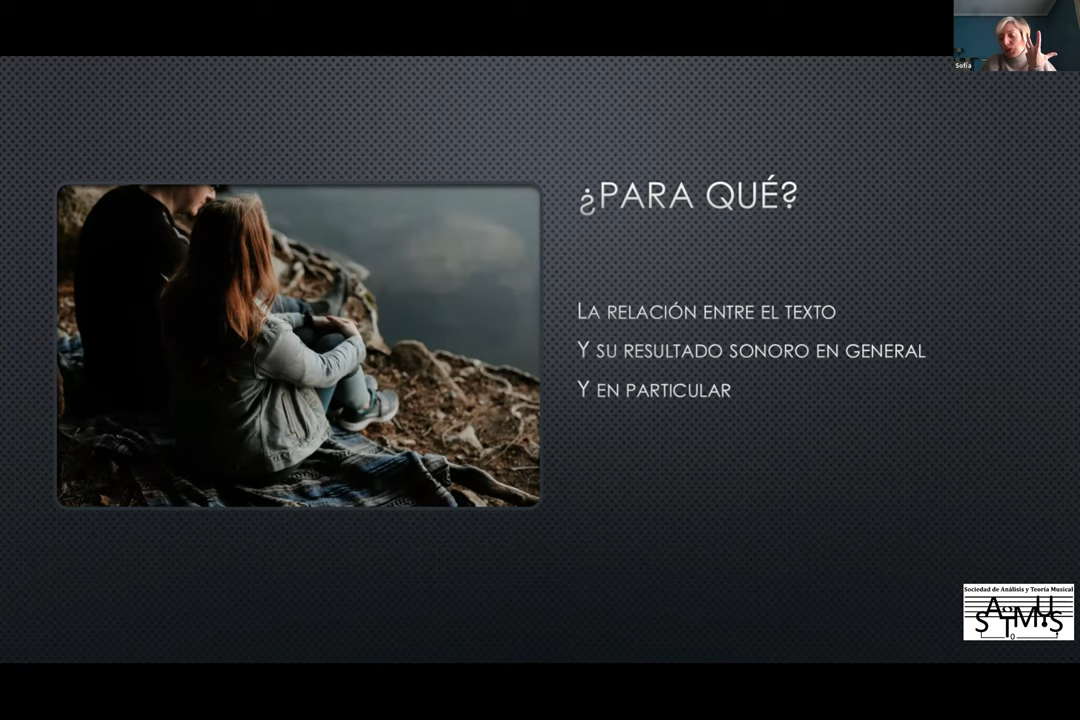 Sofía
¿PARA QUÉ?
LA RELACIÓN ENTRE EL TEXTO
Y SU RESULTADO SONORO EN GENERAL
Y EN PARTICULAR
Sociedad de Análisis y Teoría Musical
SATMUS